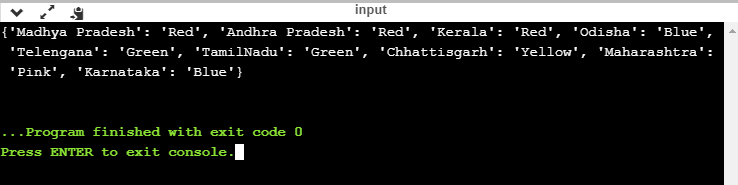 input
{'Madhya Pradesh': 'Red', 'Andhra Pradesh': 'Red', 'Kerala': 'Red', 'Odisha': 'Blue',
'Telengana': 'Green', 'TamilNadu': 'Green', 'Chhattisgarh': 'Yellow', 'Maharashtra':
'Pink', 'Karnataka': 'Blue'}
...Program finished with exit code 0
Press ENTER to exit console.